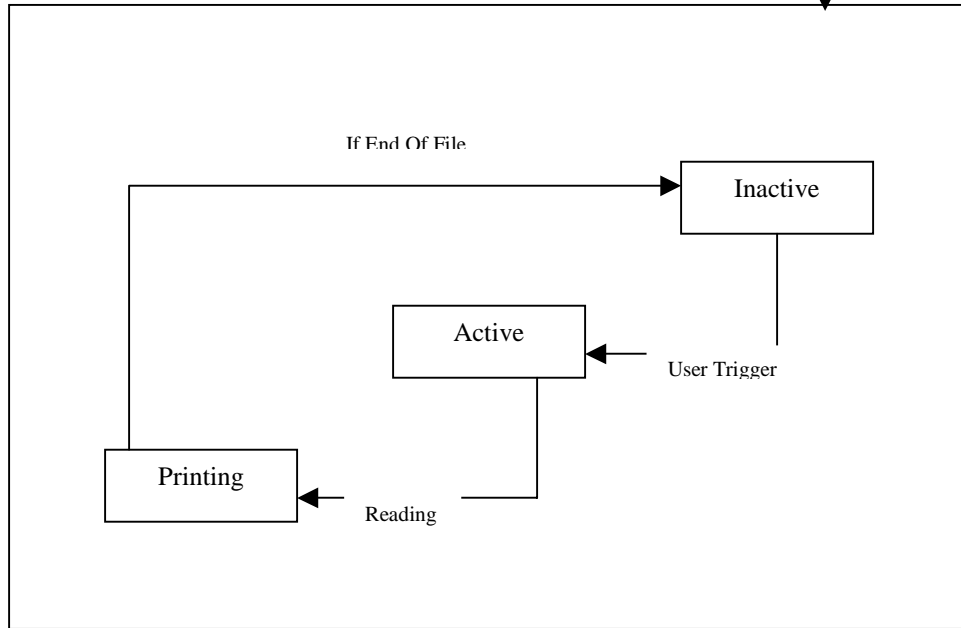 If End Of File
Inactive
Active
User Trigger
Printing
Reading